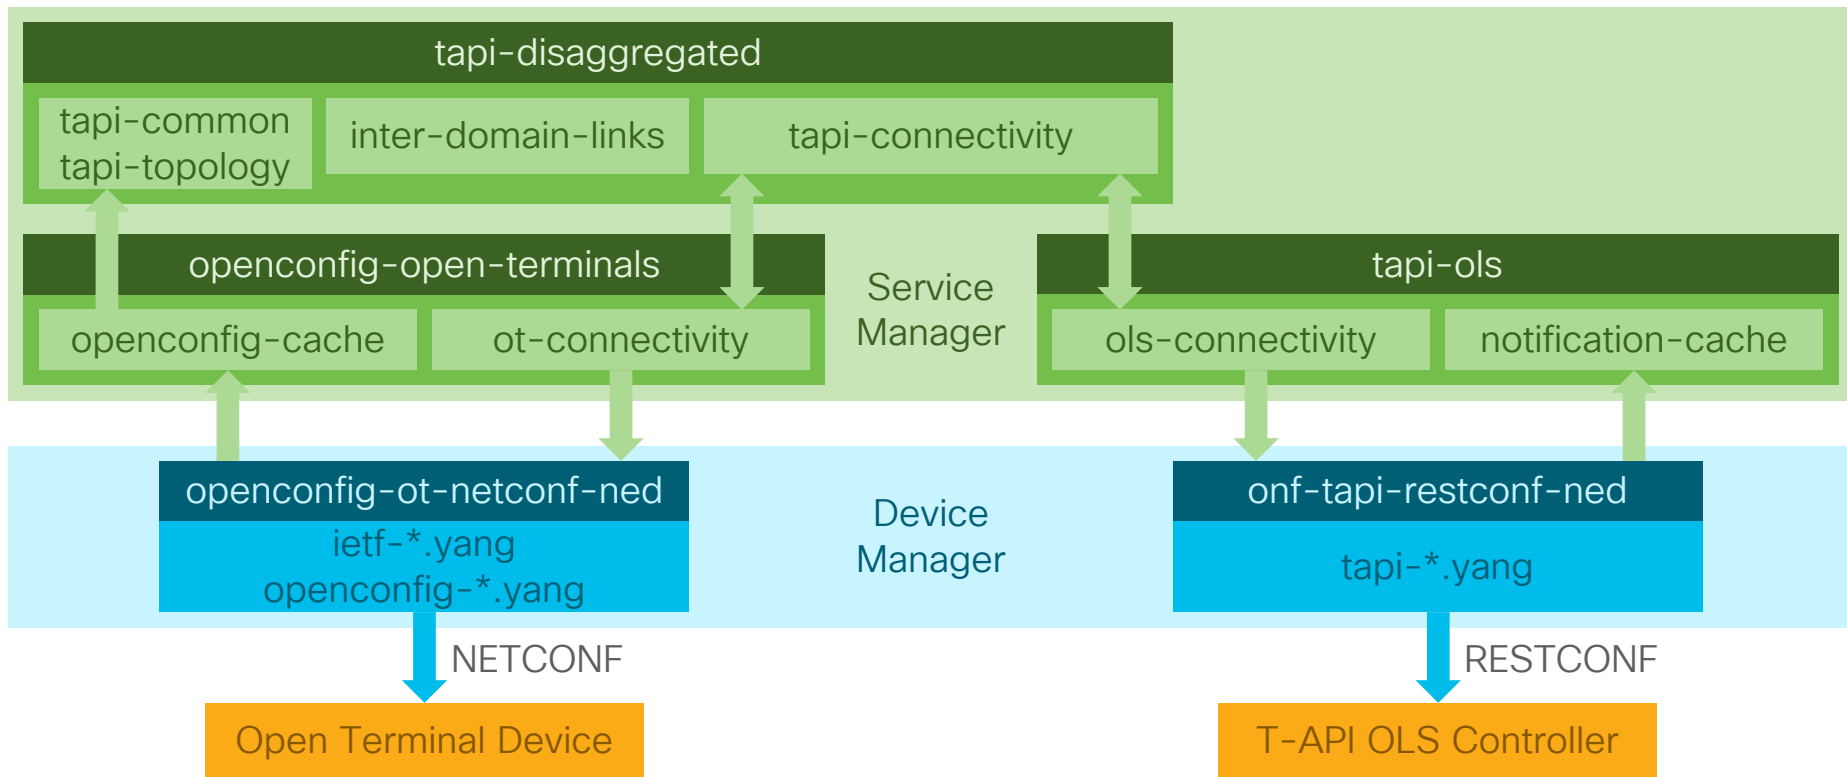 tapi-disaggregated
tapi-common
tapi-topology
inter-domain-links
tapi-connectivity
openconfig-open-terminals
openconfig-cache
ot-connectivity
Service
Manager
tapi-ols
ols-connectivity
notification-cache
openconfig-ot-netconf-ned
ietf-*.yang
openconfig-*.yang
Device
Manager
onf-tapi-restconf-ned
tapi-*.yang
NETCONF
RESTCONF
Open Terminal Device
T-API OLS Controller